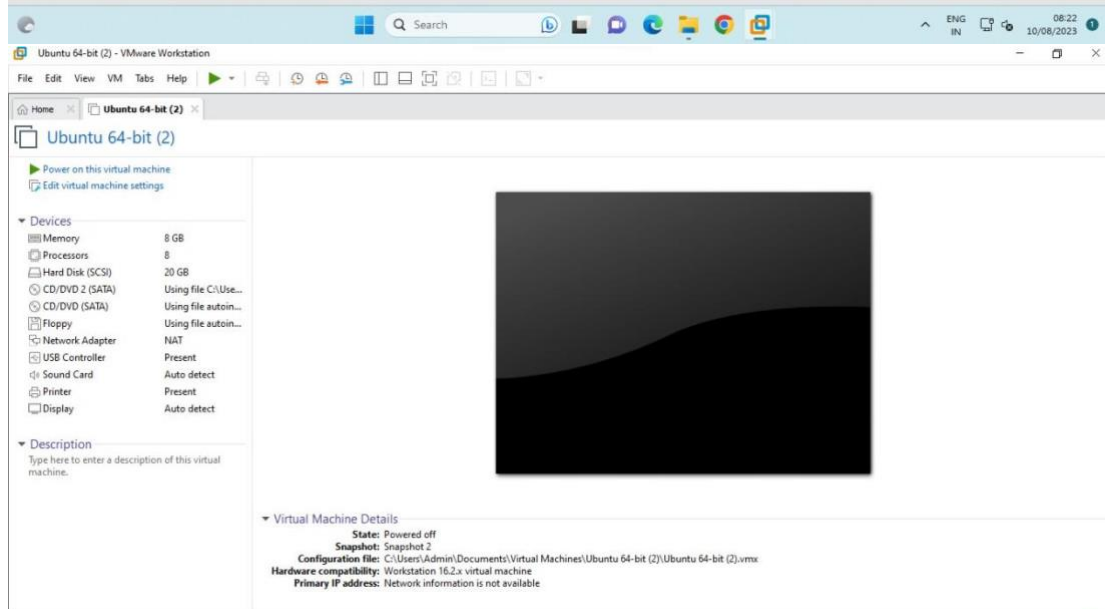 Search
ENG
IN
08:22
10/08/2023
1
Ubuntu 64-bit (2) - VMware Workstation
File Edit View VM Tabs Help
Home Ubuntu 64-bit (2)
Ubuntu 64-bit (2)
Power on this virtual machine
Edit virtual machine settings
Devices
Memory 8 GB
Processors 8
Hard Disk (SCSI) 20 GB
CD/DVD 2 (SATA) Using file C:\Use...
CD/DVD (SATA) Using file autoin...
Floppy Using file autoin...
Network Adapter NAT
USB Controller Present
Sound Card Auto detect
Printer Present
Display Auto detect
Description
Type here to enter a description of this virtual
machine.
Virtual Machine Details
State: Powered off
Snapshot: Snapshot 2
Configuration file: C:\Users\Admin\Documents\Virtual Machines\Ubuntu 64-bit (2)\Ubuntu 64-bit (2).vmx
Hardware compatibility: Workstation 16.2.x virtual machine
Primary IP address: Network information is not available